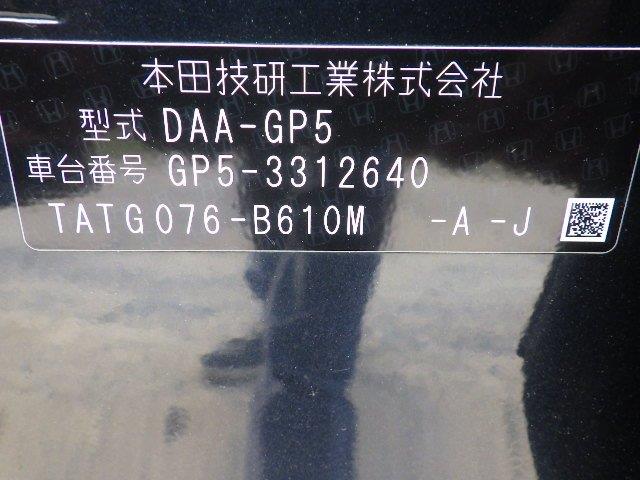 本田技研工業株式会社
型式 DAA-GP5
車台番号 GP5-3312640
TATG076-B610M -A -J